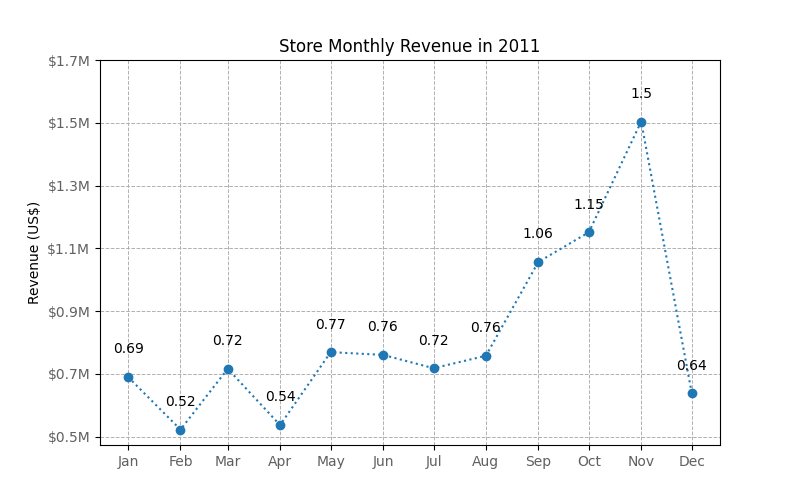 Store Monthly Revenue in 2011
$1.7M
$1.5M
$1.3M
$1.1M
$0.9M
$0.7M
$0.5M
Revenue (US$)
0.69
0.52
0.72
0.54
0.77
0.76
0.72
0.76
1.06
1.15
1.5
0.64
Jan Feb Mar Apr May Jun Jul Aug Sep Oct Nov Dec